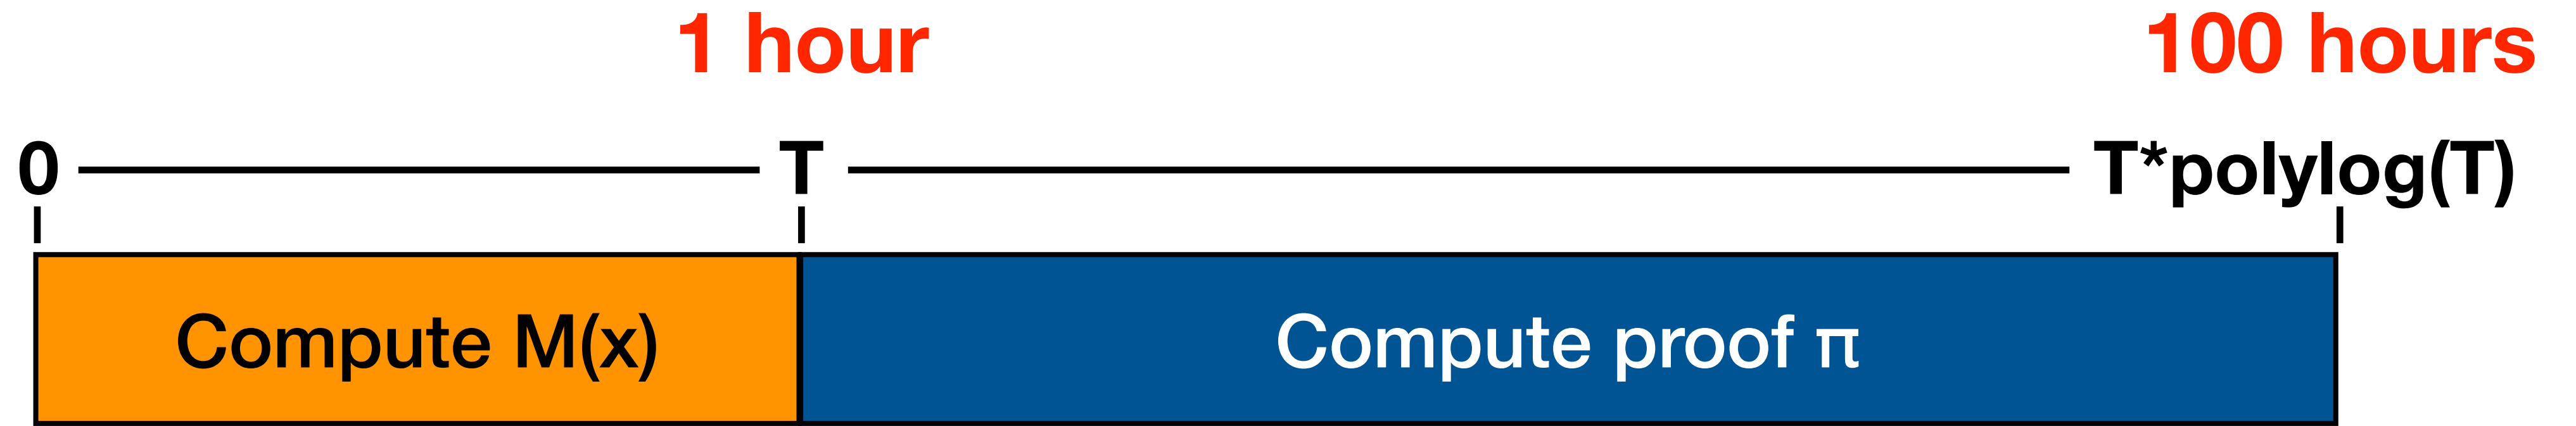 1 hour 100 hours
0 T T*polylog(T)
Compute M(x) Compute proof π